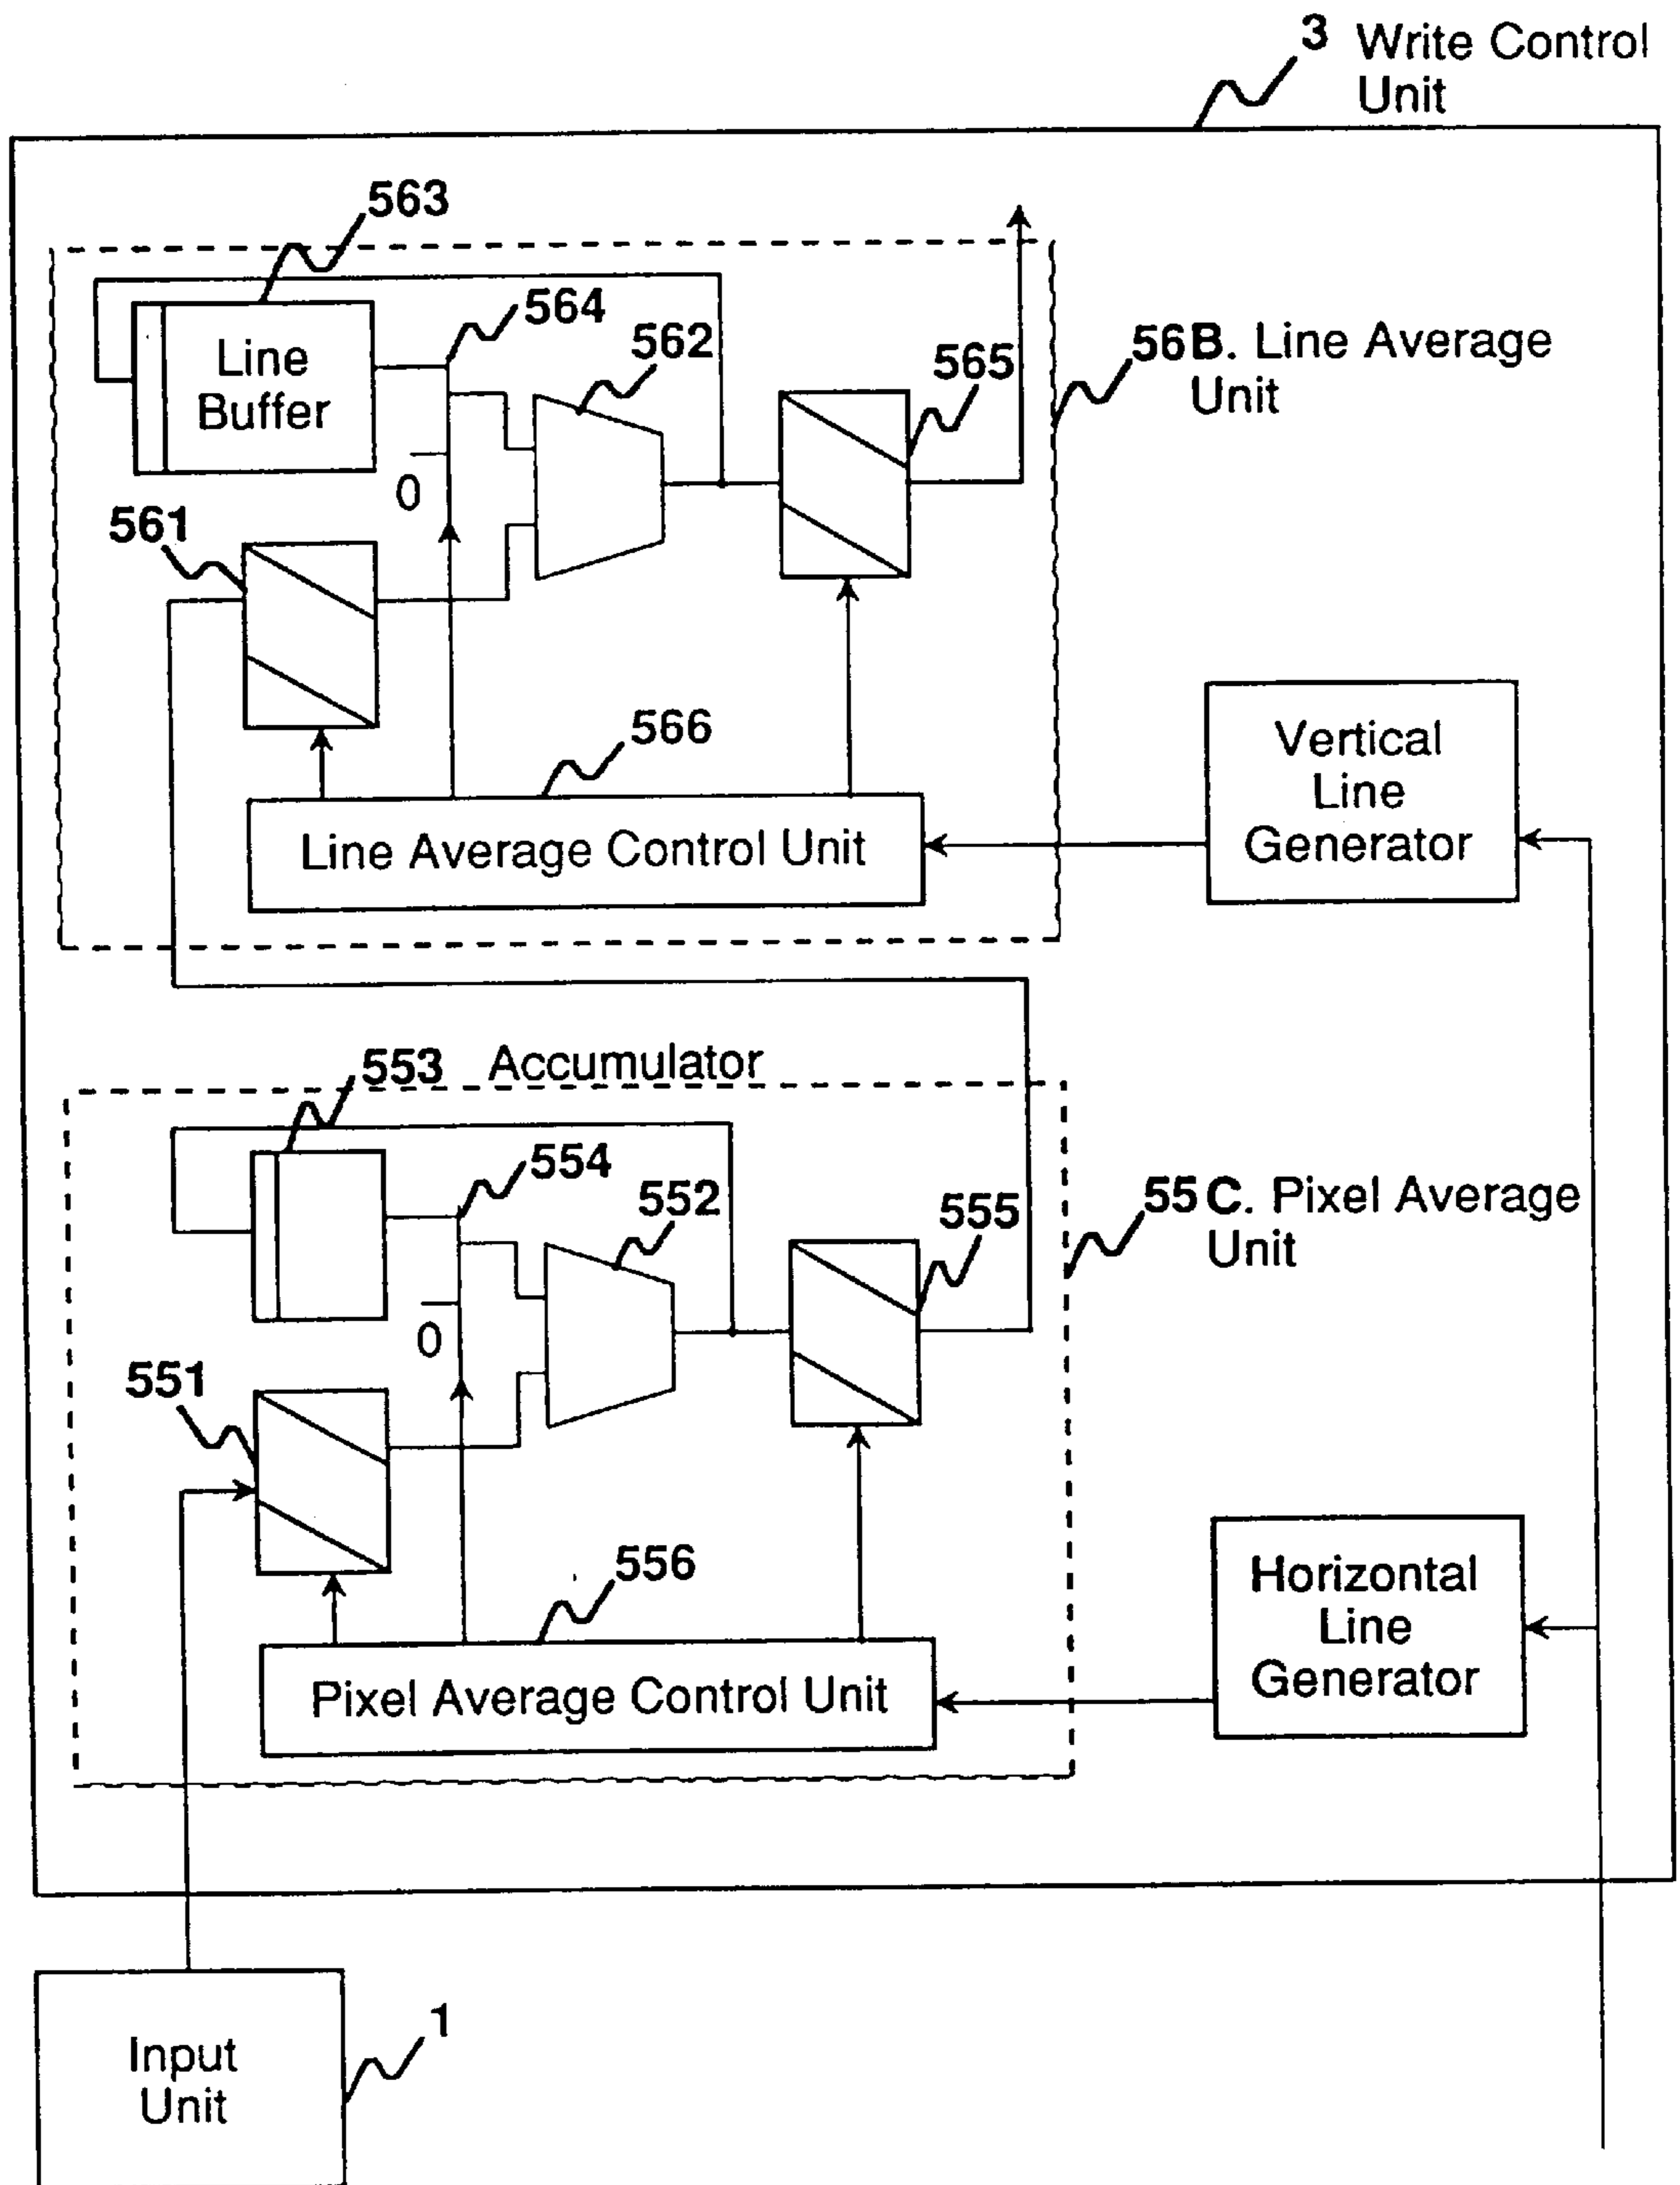 3 Write Control
Unit
563
564
562
565
56B. Line Average
Unit
Line
Buffer
0
561
566
Line Average Control Unit
Vertical
Line
Generator
553 Accumulator
554
552
555
55C. Pixel Average
Unit
0
551
556
Pixel Average Control Unit
Horizontal
Line
Generator
1
Input
Unit